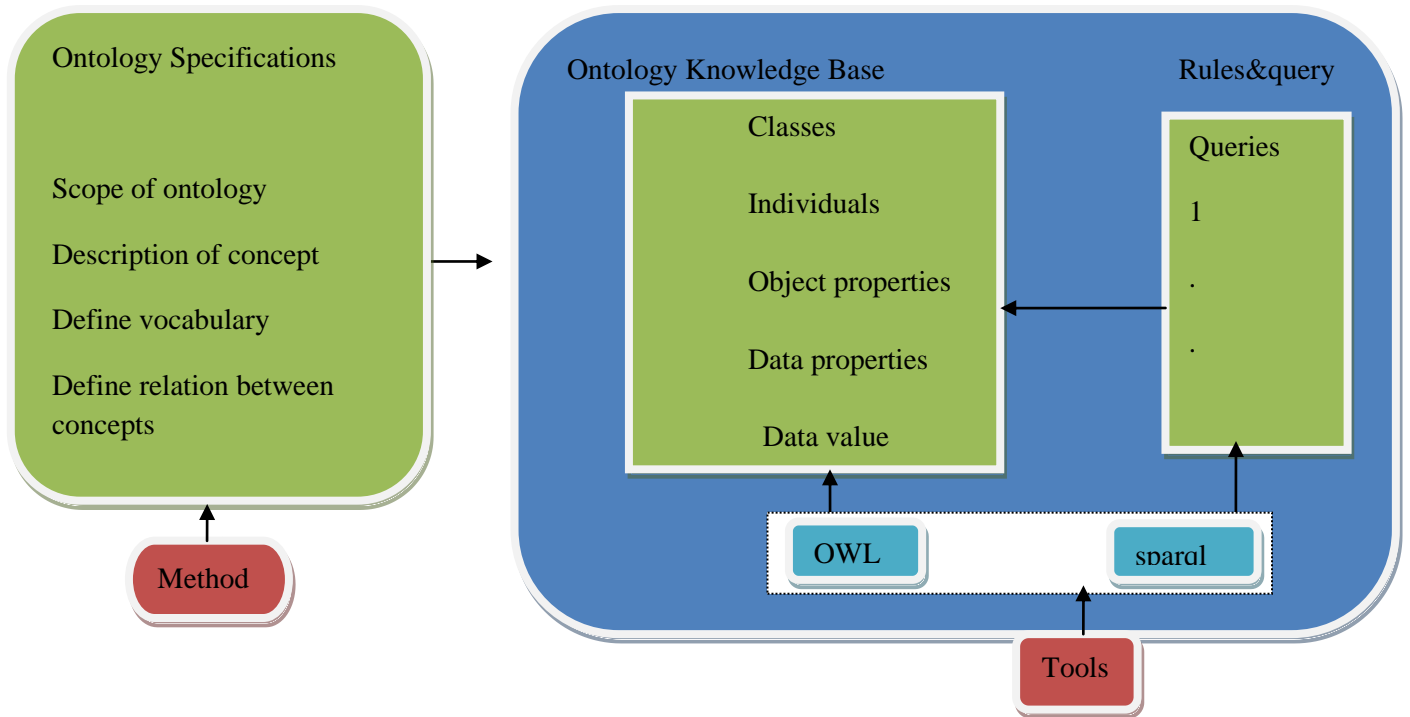 Ontology Specifications
Scope of ontology
Description of concept
Define vocabulary
Define relation between
concepts
Method
Ontology Knowledge Base
Classes
Individuals
Object properties
Data properties
Data value
Rules&query
Queries
1
.
.
OWL
sparql
Tools